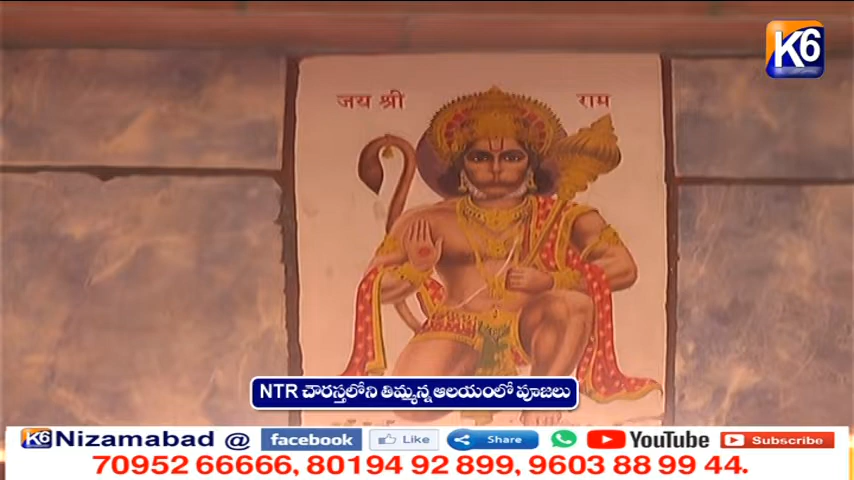 K6
जय श्री राम
NTR చౌరస్తలోని తిమ్మన్న ఆలయంలో పూజలు
K6 Nizamabad @ facebook Like Share YouTube Subscribe
70952 66666, 80194 92 899, 9603 88 99 44.